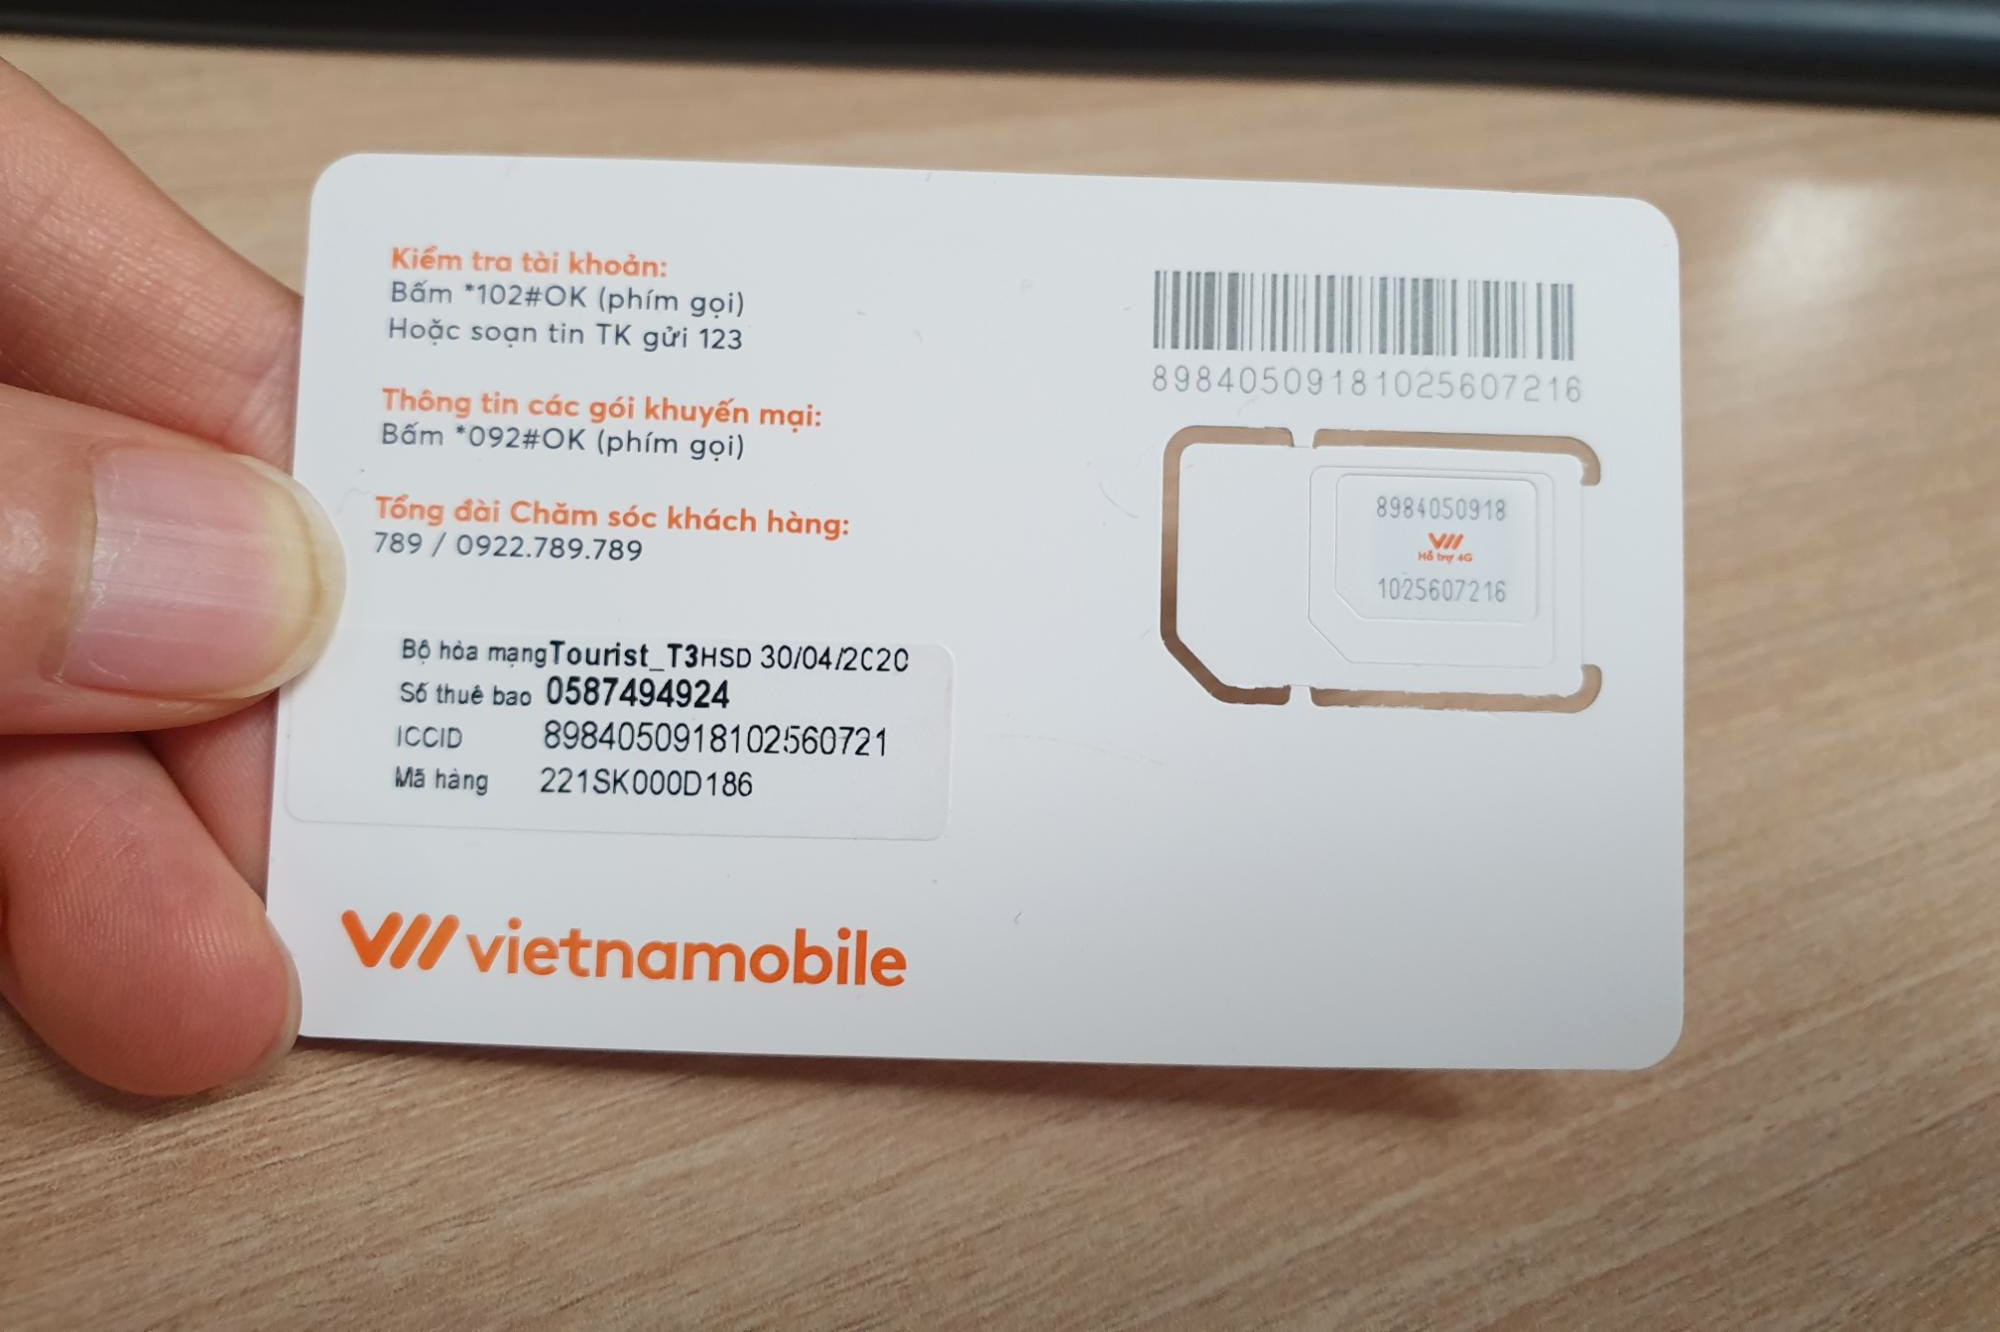 Kiểm tra tài khoản:
Bấm *102#OK (phím gọi)
Hoặc soạn tin TK gửi 123
Thông tin các gói khuyến mại:
Bấm *092#OK (phím gọi)
Tổng đài Chăm sóc khách hàng:
789 / 0922.789.789
Bộ hòa mạng Tourist_T3 HSD 30/04/2020
Số thuê bao 0587494924
ICCID 8984050918102560721
Mã hàng 221SK000D186
vietnamobile
89840509181025607216
8984050918
Hỗ trợ 4G
1025607216